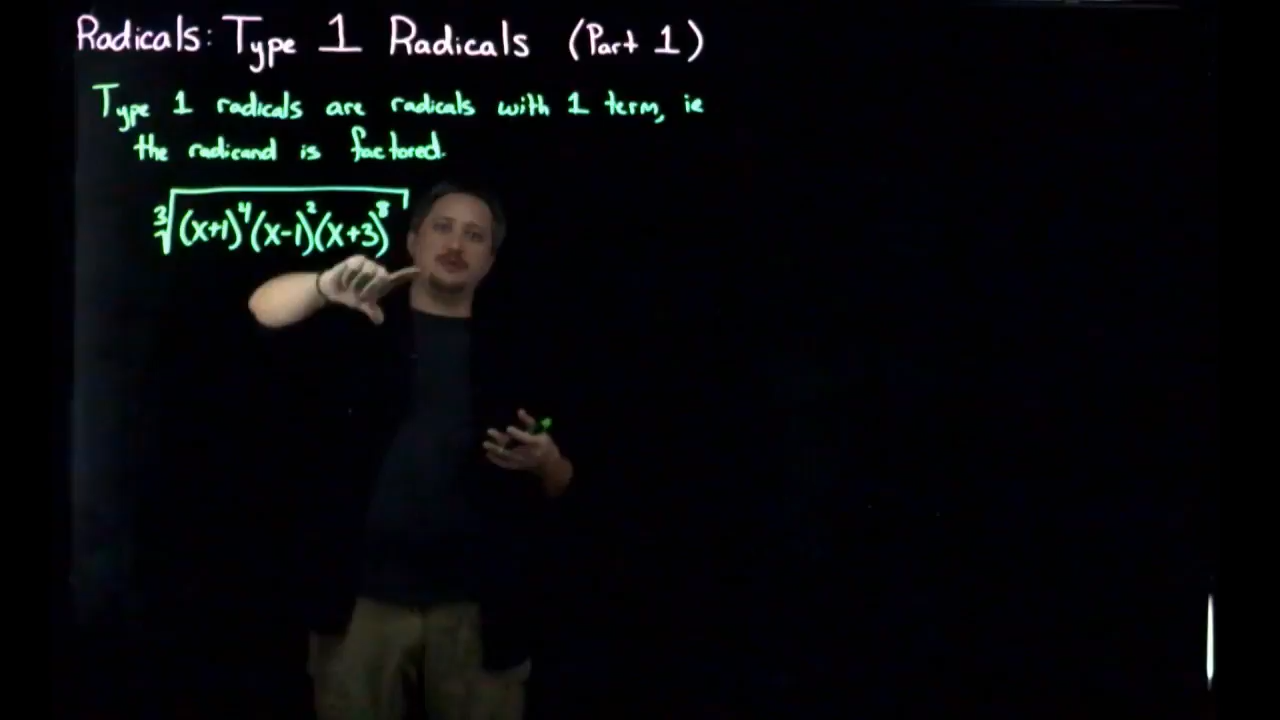 Radicals: Type 1 Radicals (Part 1)
Type 1 radicals are radicals with 1 term, ie
the radicand is factored.
∛((x+1)⁴(x-1)²(x+3)⁸)